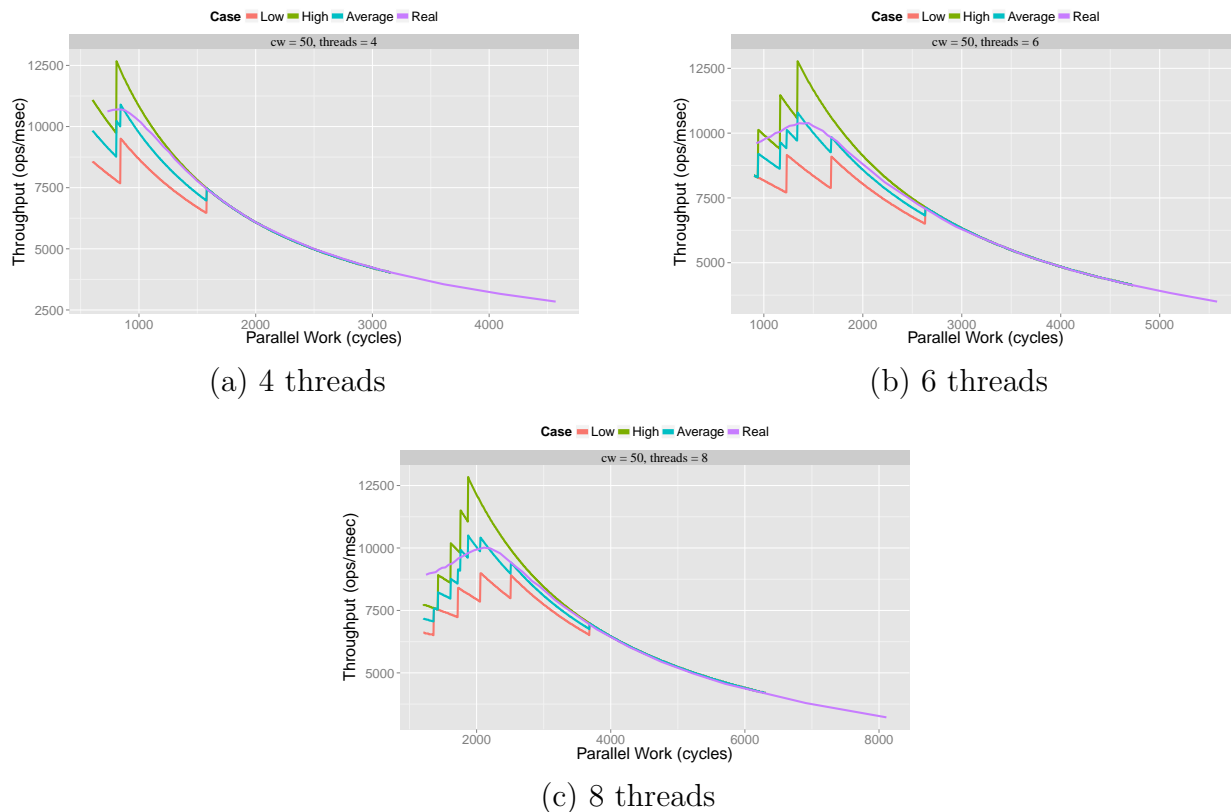 Case Low High Average Real
cw = 50, threads = 4
12500
10000
7500
5000
2500
Throughput (ops/msec)
1000 2000 3000 4000
Parallel Work (cycles)
(a) 4 threads
Case Low High Average Real
cw = 50, threads = 6
12500
10000
7500
5000
Throughput (ops/msec)
1000 2000 3000 4000 5000
Parallel Work (cycles)
(b) 6 threads
Case Low High Average Real
cw = 50, threads = 8
12500
10000
7500
5000
Throughput (ops/msec)
2000 4000 6000 8000
Parallel Work (cycles)
(c) 8 threads